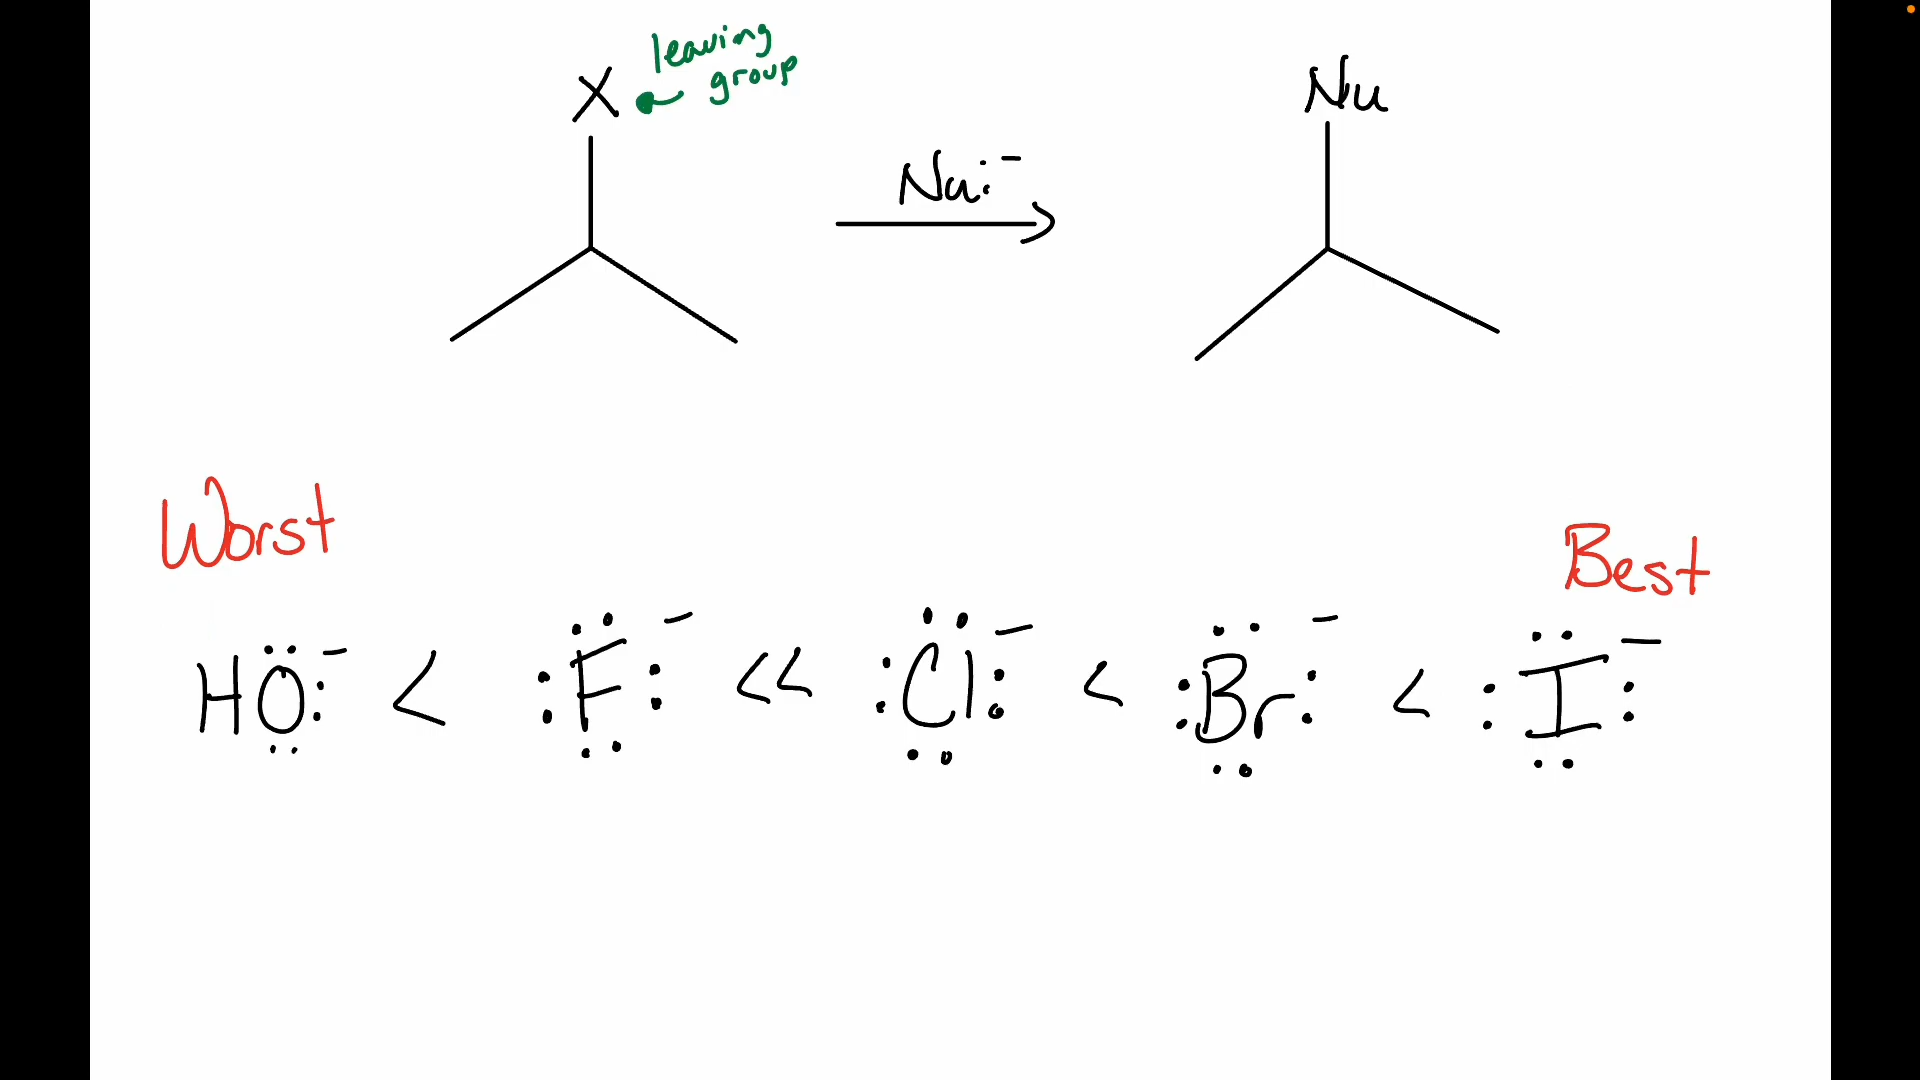 leaving
group
X
Nu
Nu:⁻
Worst
Best
HO:⁻ < :F:⁻ << :Cl:⁻ < :Br:⁻ < :I:⁻